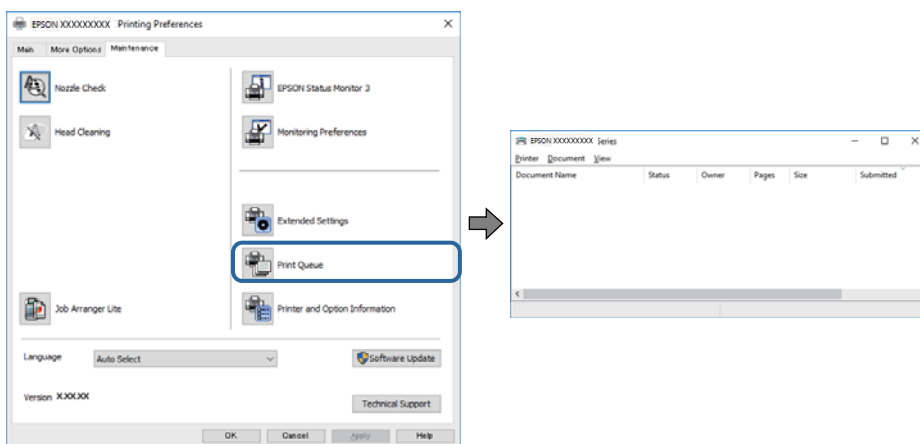 EPSON XXXXXXXXX Printing Preferences
Main More Options Maintenance
Nozzle Check
Head Cleaning
Job Arranger Lite
EPSON Status Monitor 3
Monitoring Preferences
Extended Settings
Print Queue
Printer and Option Information
Language Auto Select Software Update
Version X.XX.XX
Technical Support
OK Cancel Apply Help
EPSON XXXXXXXXX Series
Printer Document View
Document Name Status Owner Pages Size Submitted